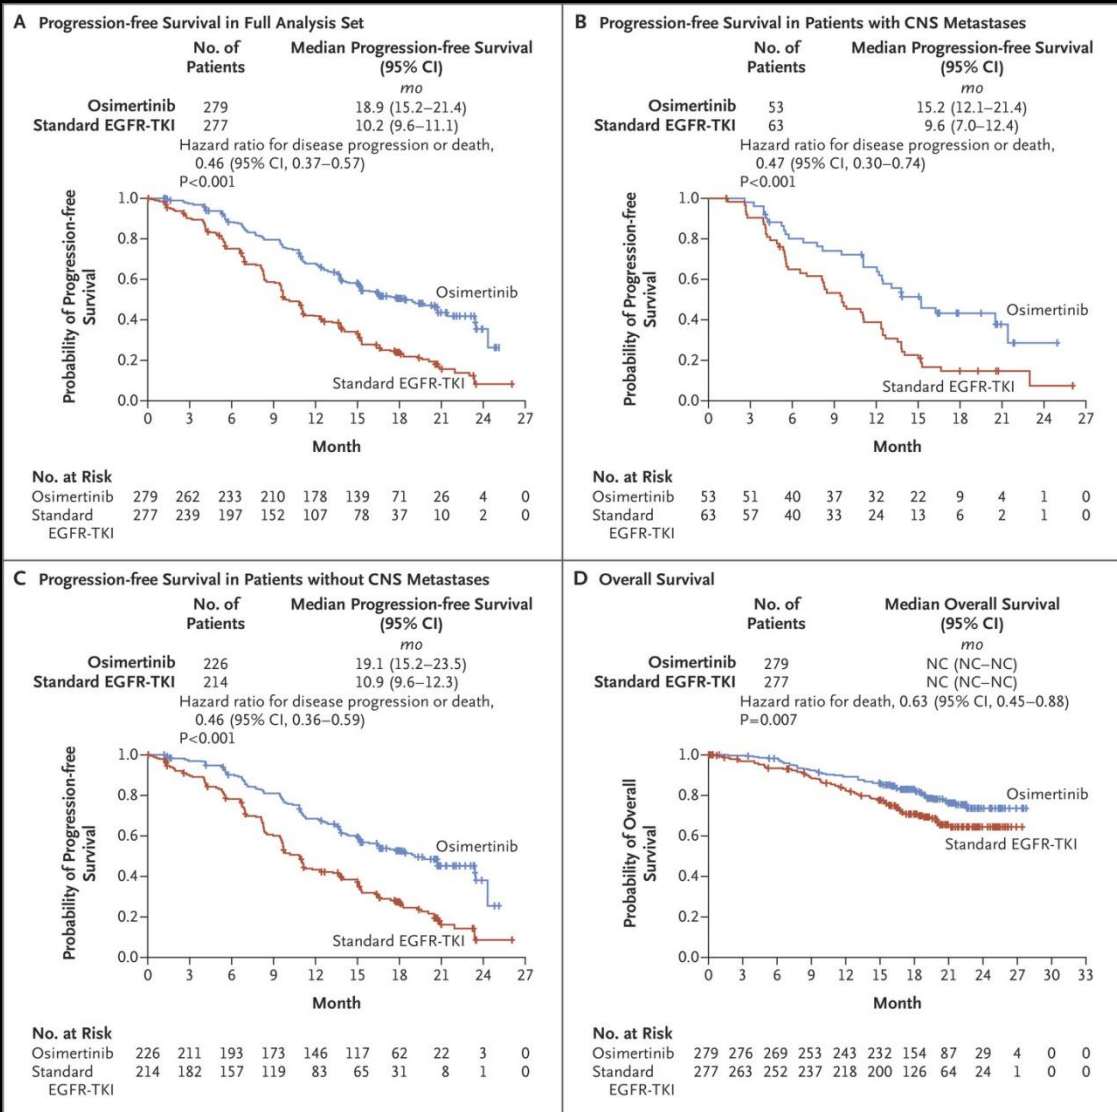 A Progression-free Survival in Full Analysis Set
No. of Patients Median Progression-free Survival (95% CI)
mo
Osimertinib 279 18.9 (15.2–21.4)
Standard EGFR-TKI 277 10.2 (9.6–11.1)
Hazard ratio for disease progression or death,
0.46 (95% CI, 0.37–0.57)
P<0.001
Probability of Progression-free Survival
1.0
0.8
0.6
0.4
0.2
0.0
Osimertinib
Standard EGFR-TKI
0 3 6 9 12 15 18 21 24 27
Month
No. at Risk
Osimertinib 279 262 233 210 178 139 71 26 4 0
Standard EGFR-TKI 277 239 197 152 107 78 37 10 2 0
B Progression-free Survival in Patients with CNS Metastases
No. of Patients Median Progression-free Survival (95% CI)
mo
Osimertinib 53 15.2 (12.1–21.4)
Standard EGFR-TKI 63 9.6 (7.0–12.4)
Hazard ratio for disease progression or death,
0.47 (95% CI, 0.30–0.74)
P<0.001
Probability of Progression-free Survival
1.0
0.8
0.6
0.4
0.2
0.0
Osimertinib
Standard EGFR-TKI
0 3 6 9 12 15 18 21 24 27
Month
No. at Risk
Osimertinib 53 51 40 37 32 22 9 4 1 0
Standard EGFR-TKI 63 57 40 33 24 13 6 2 1 0
C Progression-free Survival in Patients without CNS Metastases
No. of Patients Median Progression-free Survival (95% CI)
mo
Osimertinib 226 19.1 (15.2–23.5)
Standard EGFR-TKI 214 10.9 (9.6–12.3)
Hazard ratio for disease progression or death,
0.46 (95% CI, 0.36–0.59)
P<0.001
Probability of Progression-free Survival
1.0
0.8
0.6
0.4
0.2
0.0
Osimertinib
Standard EGFR-TKI
0 3 6 9 12 15 18 21 24 27
Month
No. at Risk
Osimertinib 226 211 193 173 146 117 62 22 3 0
Standard EGFR-TKI 214 182 157 119 83 65 31 8 1 0
D Overall Survival
No. of Patients Median Overall Survival (95% CI)
mo
Osimertinib 279 NC (NC–NC)
Standard EGFR-TKI 277 NC (NC–NC)
Hazard ratio for death, 0.63 (95% CI, 0.45–0.88)
P=0.007
Probability of Overall Survival
1.0
0.8
0.6
0.4
0.2
0.0
Osimertinib
Standard EGFR-TKI
0 3 6 9 12 15 18 21 24 27 30 33
Month
No. at Risk
Osimertinib 279 276 269 253 243 232 154 87 29 4 0 0
Standard EGFR-TKI 277 263 252 237 218 200 126 64 24 1 0 0